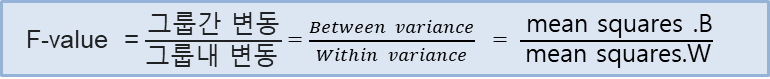 F-value = 그룹간 변동 / 그룹내 변동 = Between variance / Within variance = mean squares .B / mean squares.W